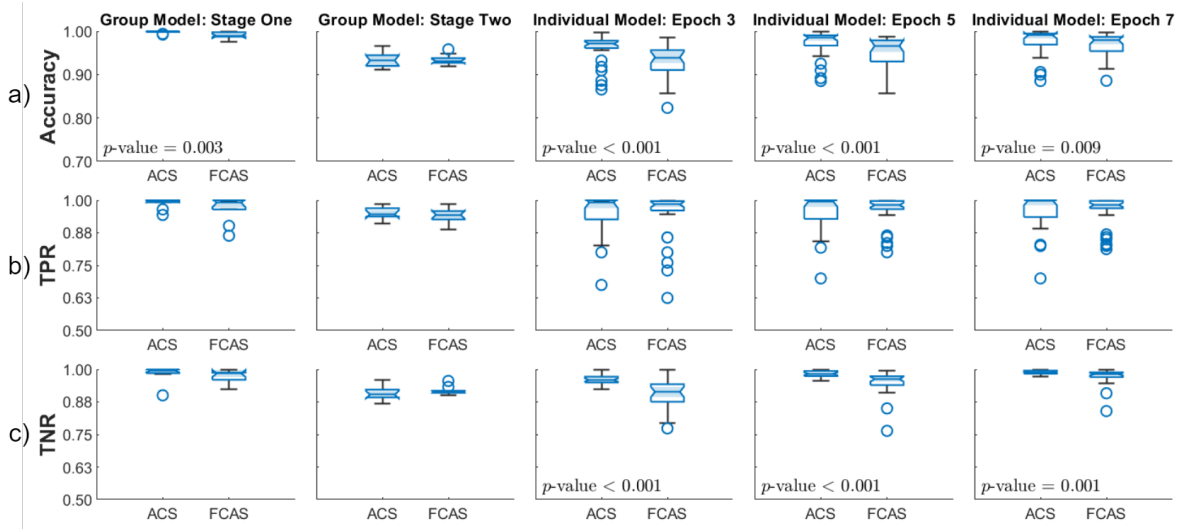 Group Model: Stage One Group Model: Stage Two Individual Model: Epoch 3 Individual Model: Epoch 5 Individual Model: Epoch 7
a)
Accuracy
1.00
0.90
0.80
0.70
p-value = 0.003
p-value < 0.001
p-value < 0.001
p-value = 0.009
ACS FCAS ACS FCAS ACS FCAS ACS FCAS ACS FCAS
b)
TPR
1.00
0.88
0.75
0.63
0.50
ACS FCAS ACS FCAS ACS FCAS ACS FCAS ACS FCAS
c)
TNR
1.00
0.88
0.75
0.63
0.50
p-value < 0.001
p-value < 0.001
p-value = 0.001
ACS FCAS ACS FCAS ACS FCAS ACS FCAS ACS FCAS